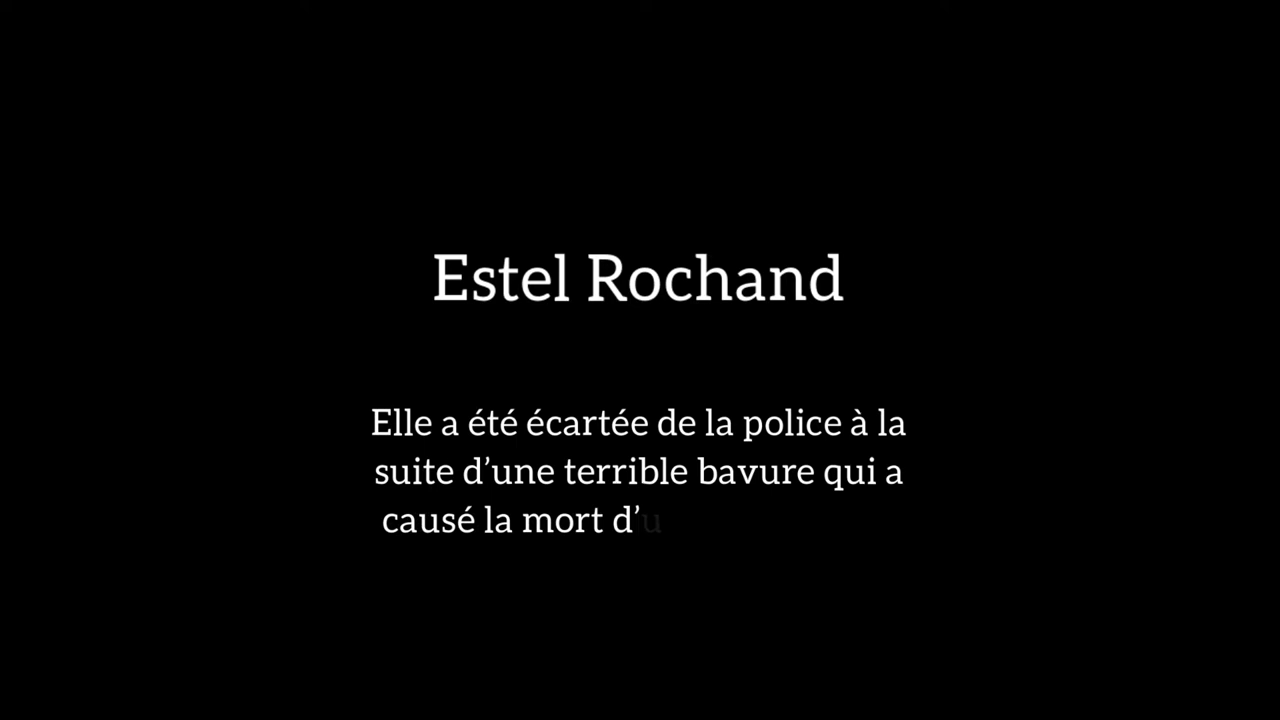 Estel Rochand
Elle a été écartée de la police à la
suite d’une terrible bavure qui a
causé la mort d’u